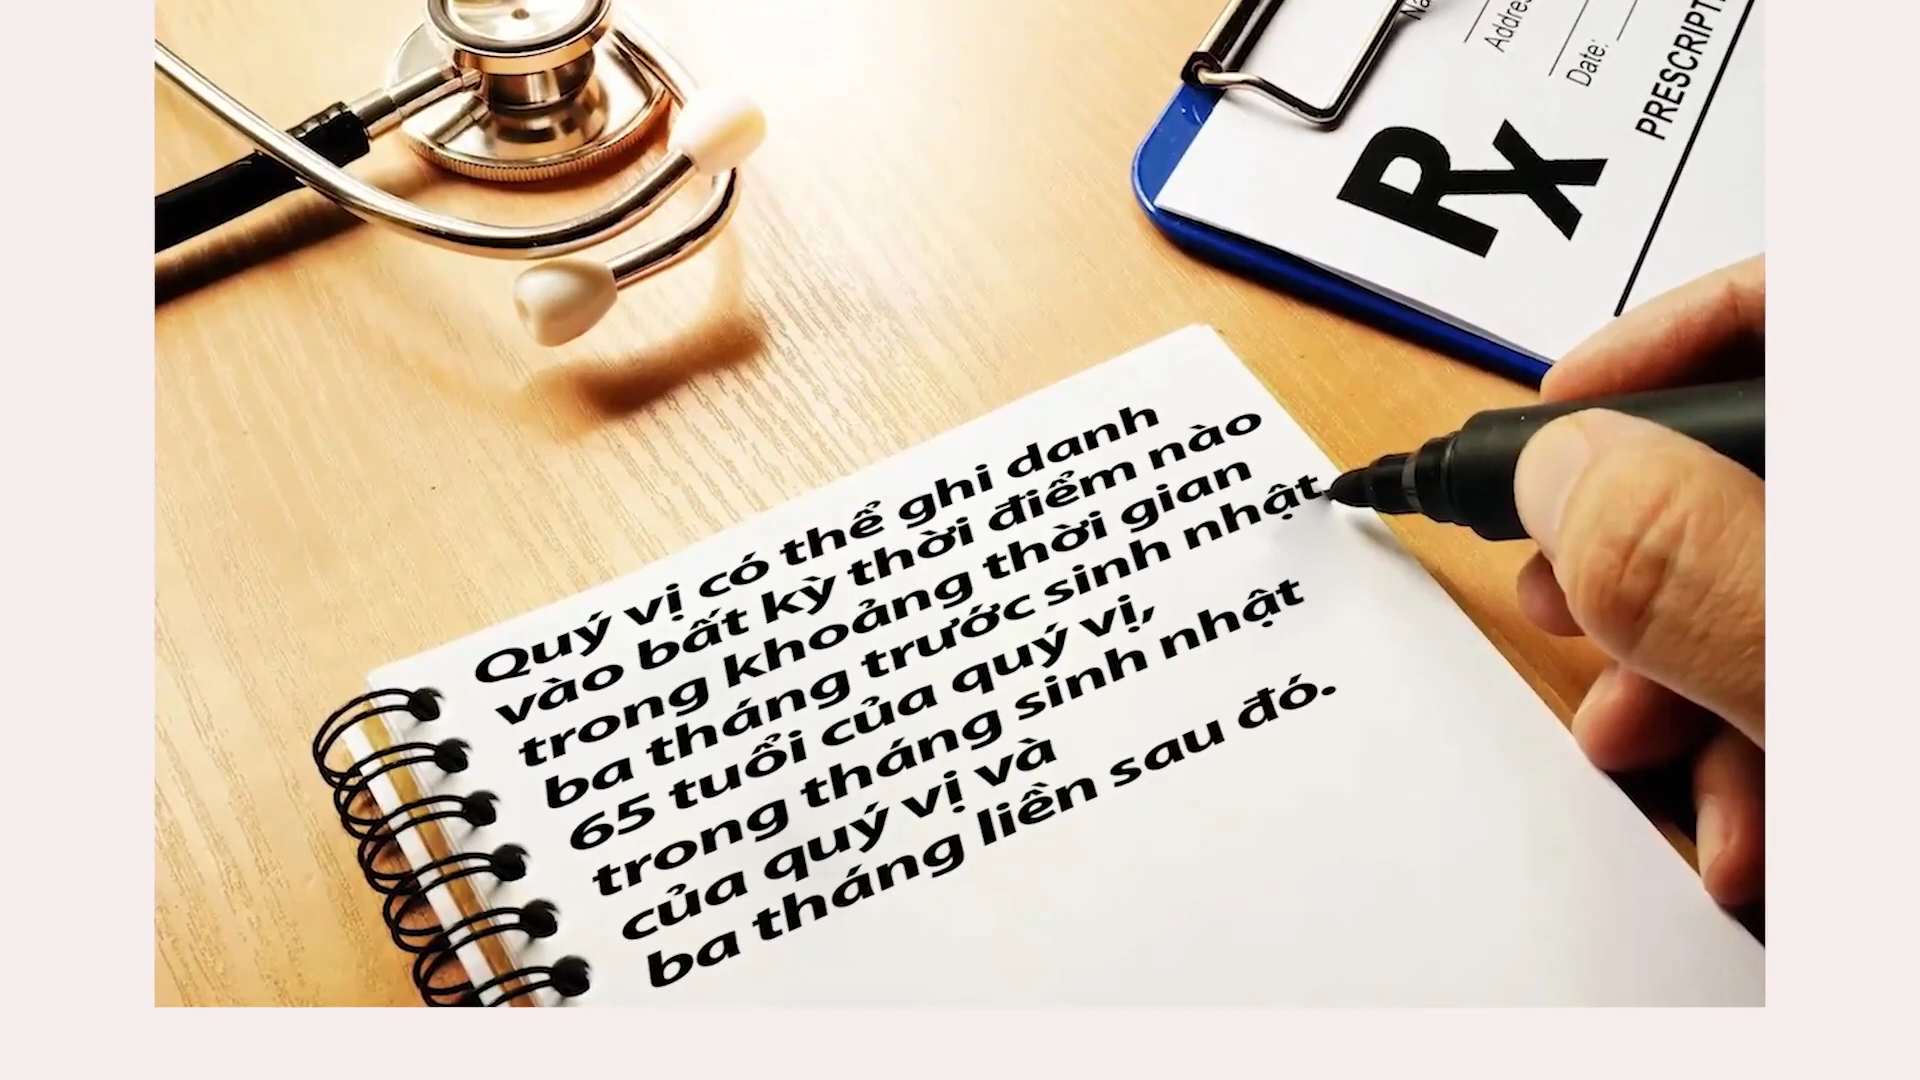 Addres
Date:
PRESCRIPT
Rx
Quý vị có thể ghi danh
vào bất kỳ thời điểm nào
trong khoảng thời gian
ba tháng trước sinh nhật
65 tuổi của quý vị,
trong tháng sinh nhật
của quý vị và
ba tháng liền sau đó.